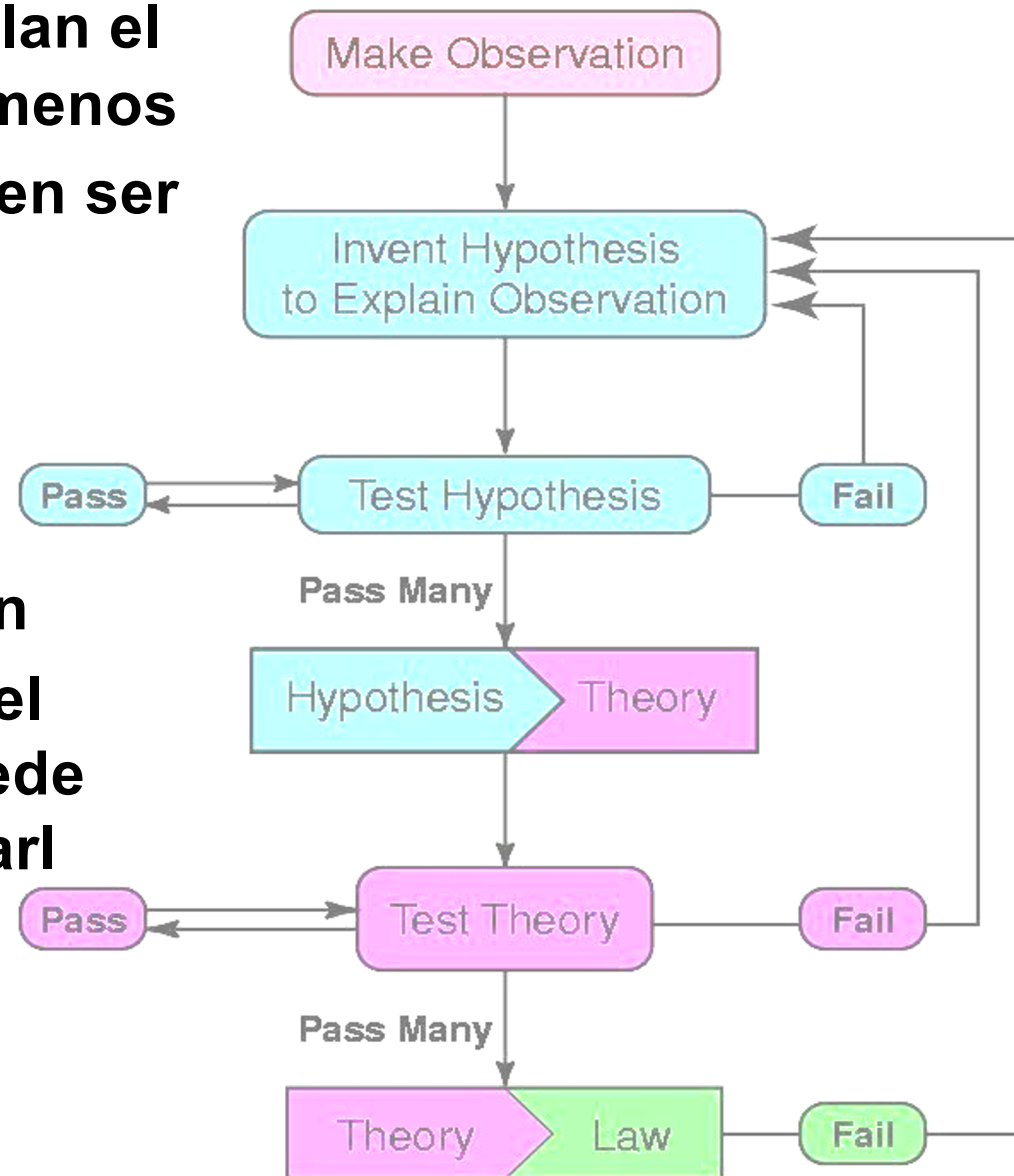 lan el
menos
en ser
n
el
ede
arl
Make Observation
Invent Hypothesis
to Explain Observation
Pass
Test Hypothesis
Fail
Pass Many
Hypothesis
Theory
Pass
Test Theory
Fail
Pass Many
Theory
Law
Fail